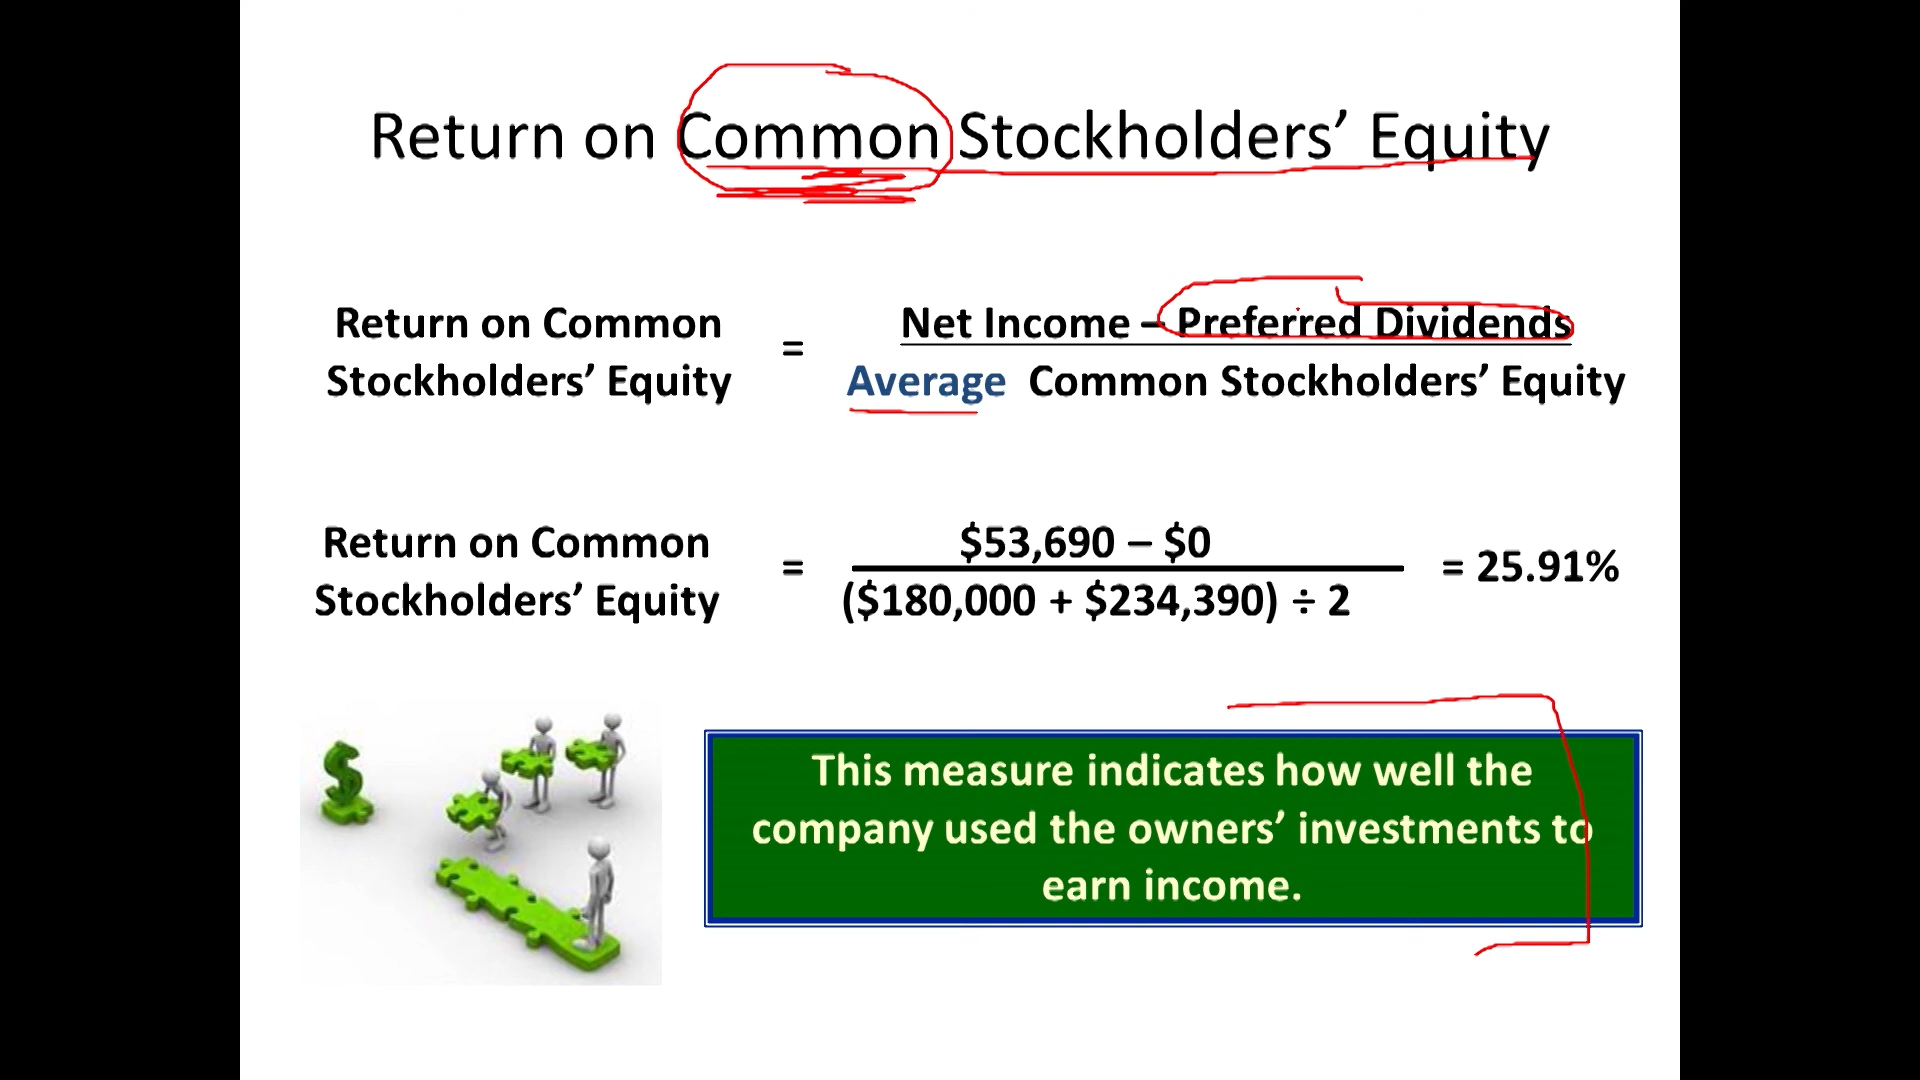 Return on Common Stockholders’ Equity
Return on Common
Stockholders’ Equity
=
Net Income – Preferred Dividends
Average Common Stockholders’ Equity
Return on Common
Stockholders’ Equity
=
$53,690 – $0
($180,000 + $234,390) ÷ 2
= 25.91%
This measure indicates how well the
company used the owners’ investments to
earn income.